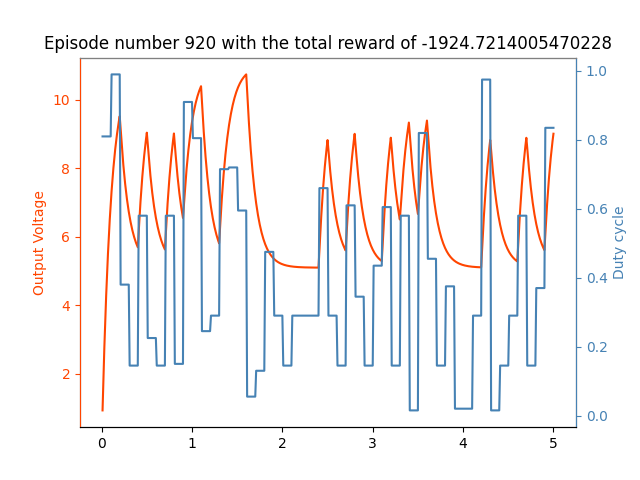 Episode number 920 with the total reward of -1924.7214005470228
10
8
6
4
2
Output Voltage
1.0
0.8
0.6
0.4
0.2
0.0
Duty cycle
0 1 2 3 4 5